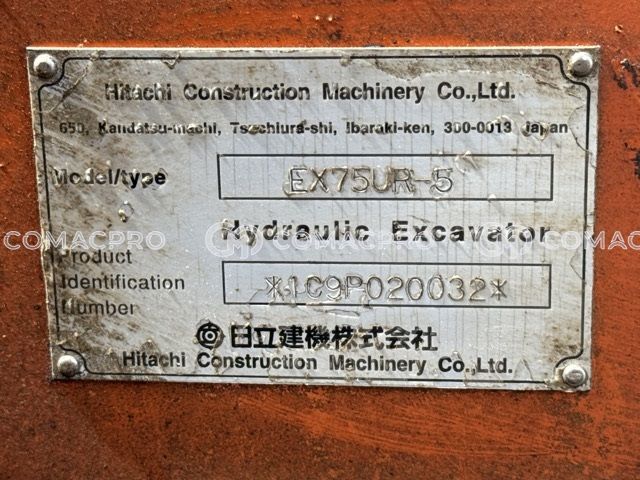 Hitachi Construction Machinery Co.,Ltd.
650, Kandatsu-machi, Tsuchiura-shi, Ibaraki-ken, 300-0013 Japan
Model/type EX75UR-5
Hydraulic Excavator
COMACPRO COMACPRO COMACPRO
Product
Identification
Number
*1C9P020032*
日立建機株式会社
Hitachi Construction Machinery Co.,Ltd.